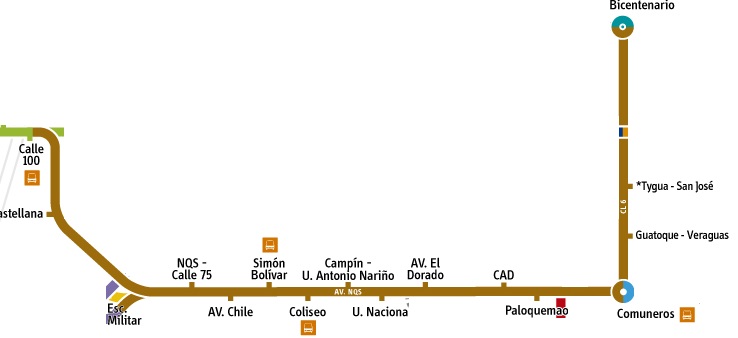 Bicentenario
Calle
100
*Tygua - San José
astellana
CL 6
Guatoque - Veraguas
NQS -
Calle 75
Simón
Bolívar
Campín -
U. Antonio Nariño
AV. El
Dorado
CAD
AV. NQS
Esc.
Militar
AV. Chile
Coliseo
U. Naciona
Paloquemao
Comuneros